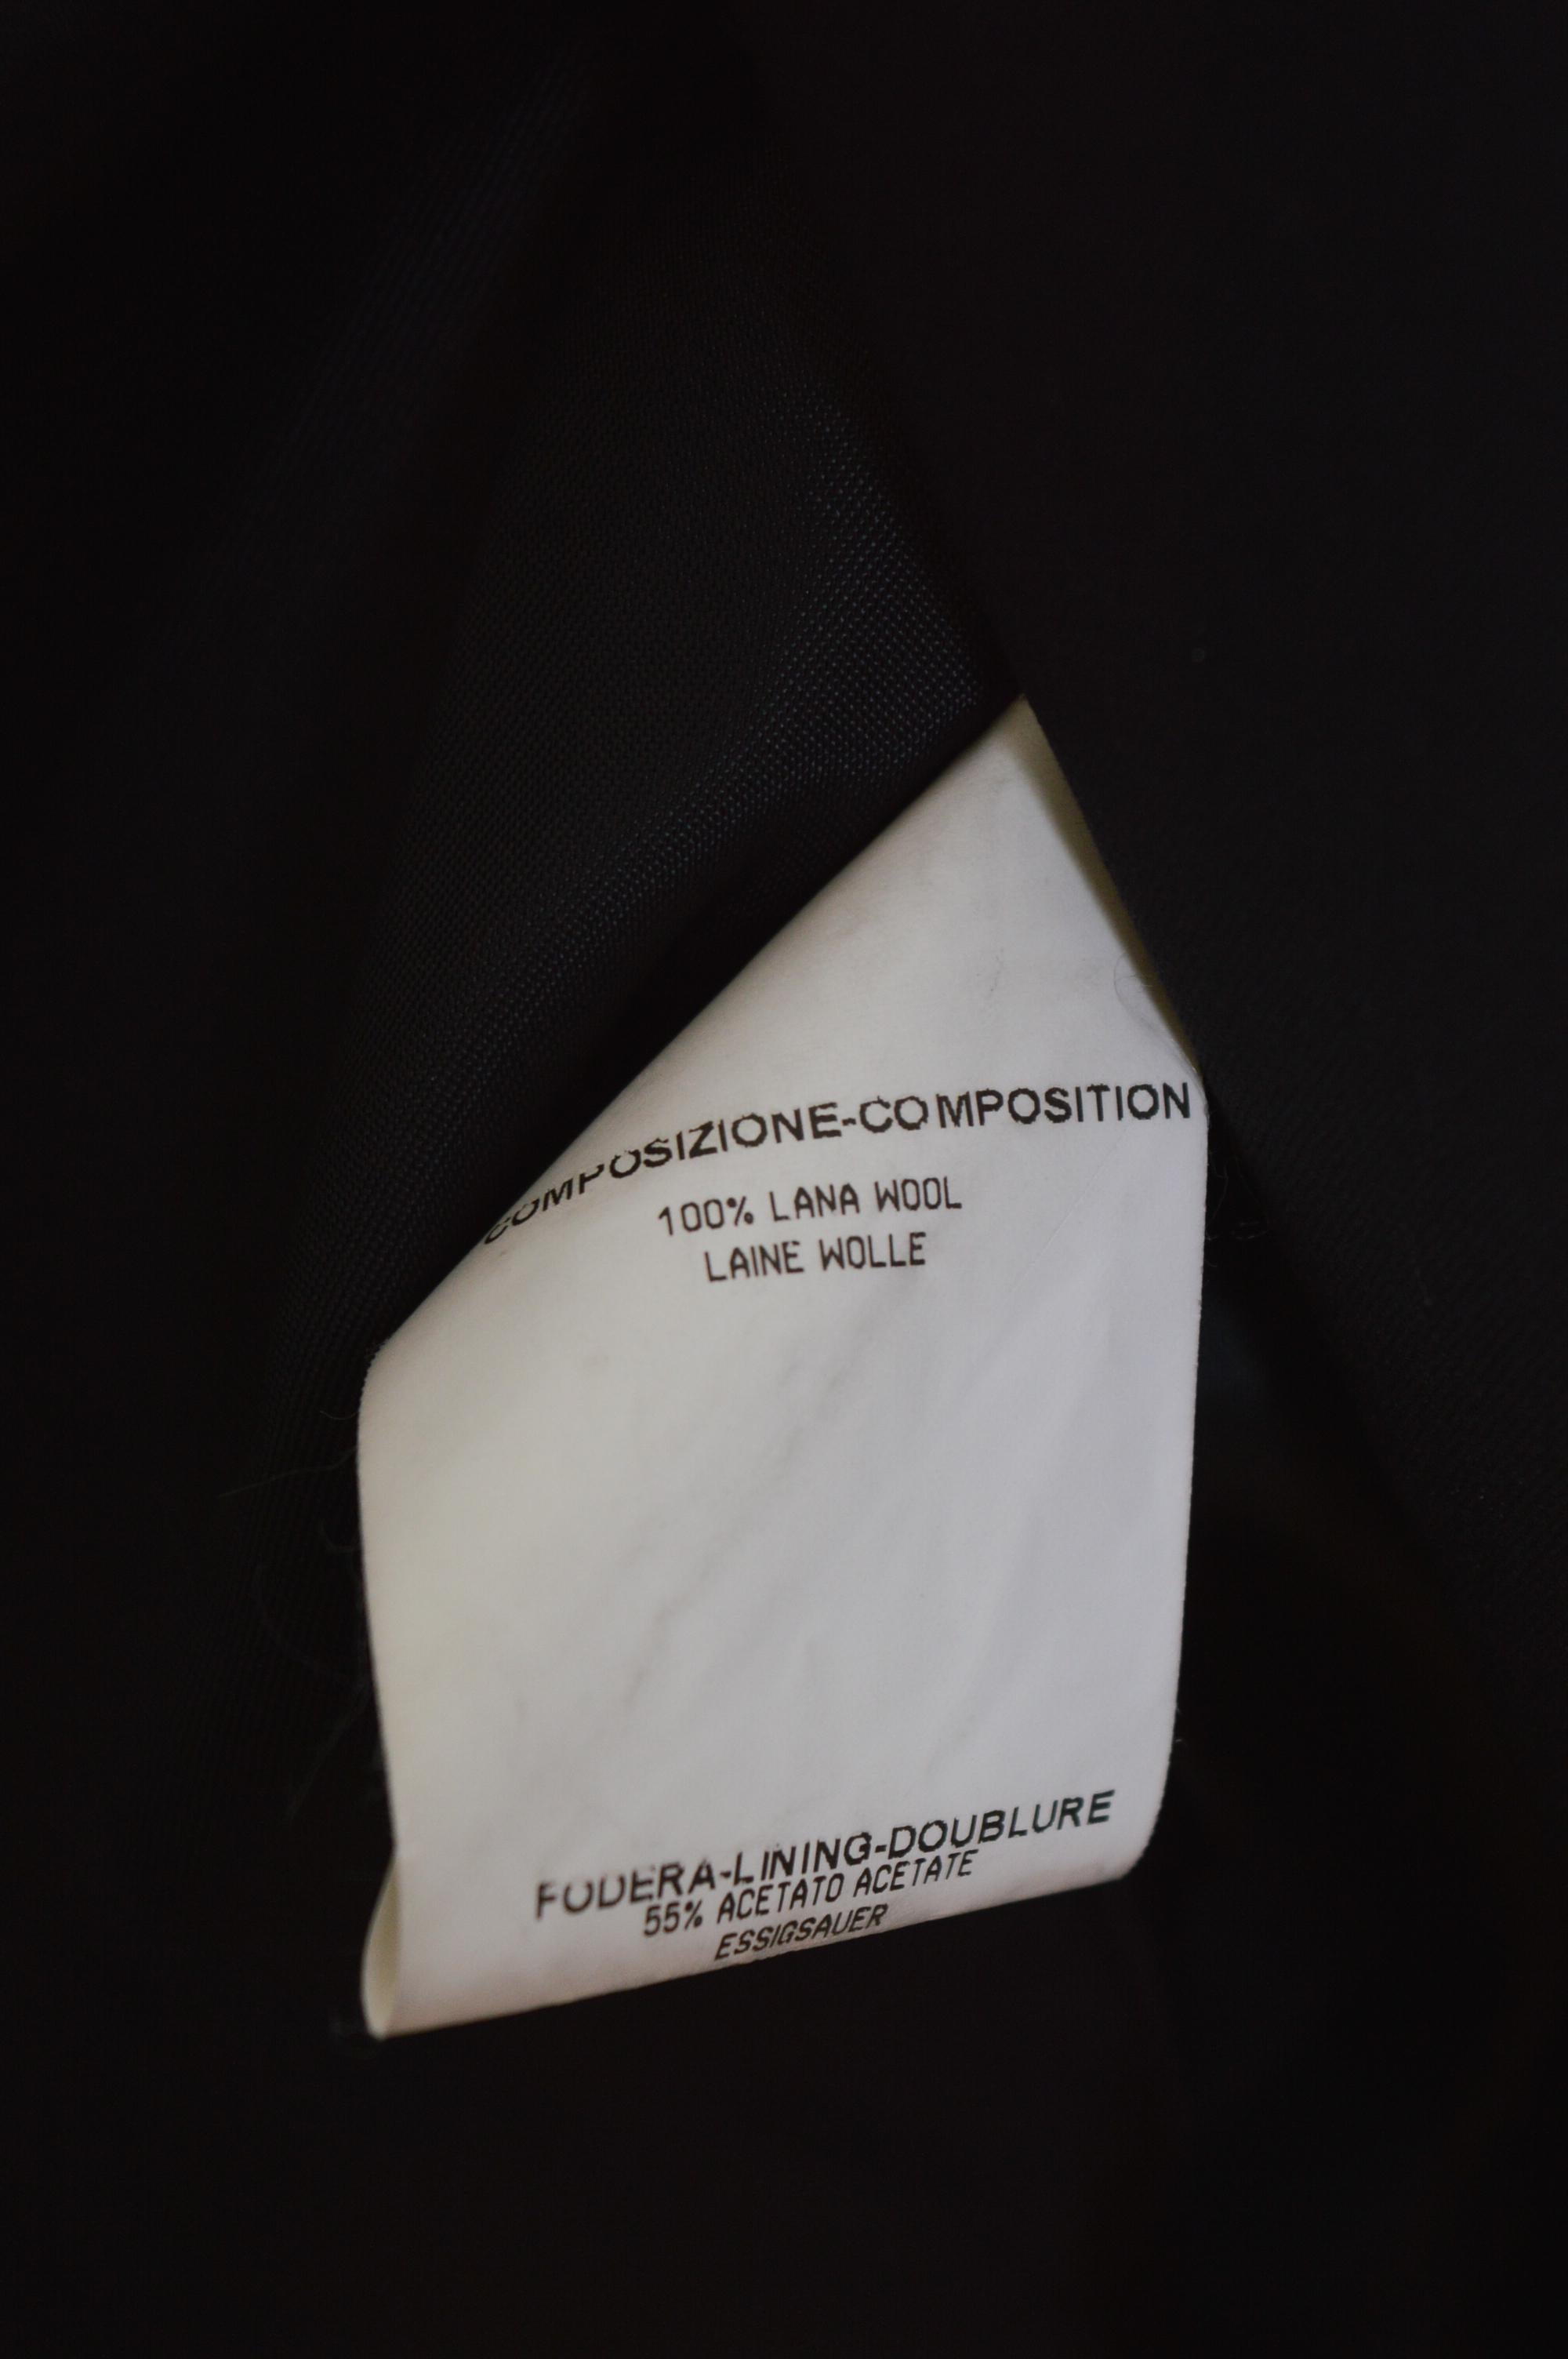 COMPOSIZIONE-COMPOSITION
100% LANA WOOL
LAINE WOLLE
FODERA-LINING-DOUBLURE
55% ACETATO ACETATE
ESSIGSAUER